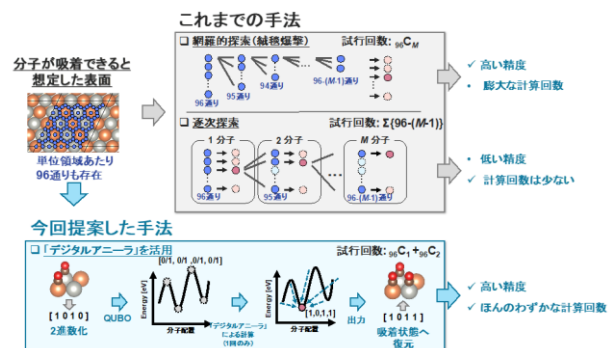 これまでの手法
分子が吸着できると
想定した表面
単位領域あたり
96通りも存在
❑ 網羅的探索(絨毯爆撃)
試行回数: 96CM
96通り
95通り
94通り
...
96-(M-1)通り
✓ 高い精度
• 膨大な計算回数
❑ 逐次探索
試行回数: Σ{96-(M-1)}
1 分子
2 分子
M 分子
...
96通り
95通り
96-(M-1)通り
• 低い精度
✓ 計算回数は少ない
今回提案した手法
❑ 「デジタルアニーラ」を活用
試行回数: 96C1 + 96C2
[ 1 0 1 0 ]
2進数化
QUBO
[0/1, 0/1 ,0/1, 0/1]
Energy [eV]
分子配置
「デジタルアニーラ」
による計算
(1回のみ)
Energy [eV]
[1,0,1,1]
分子配置
出力
[ 1 0 1 1 ]
吸着状態へ
復元
✓ 高い精度
✓ ほんのわずかな計算回数